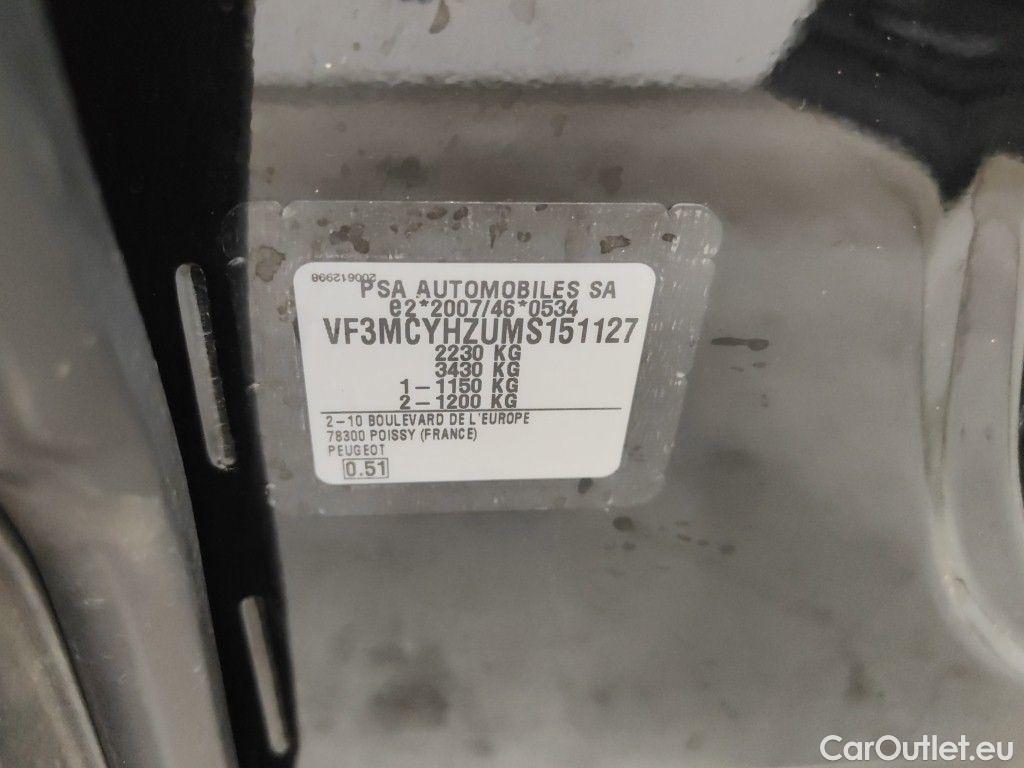 200612998
PSA AUTOMOBILES SA
e2*2007/46*0534
VF3MCYHZUMS151127
2230 KG
3430 KG
1-1150 KG
2-1200 KG
2-10 BOULEVARD DE L'EUROPE
78300 POISSY (FRANCE)
PEUGEOT
0.51
CarOutlet.eu